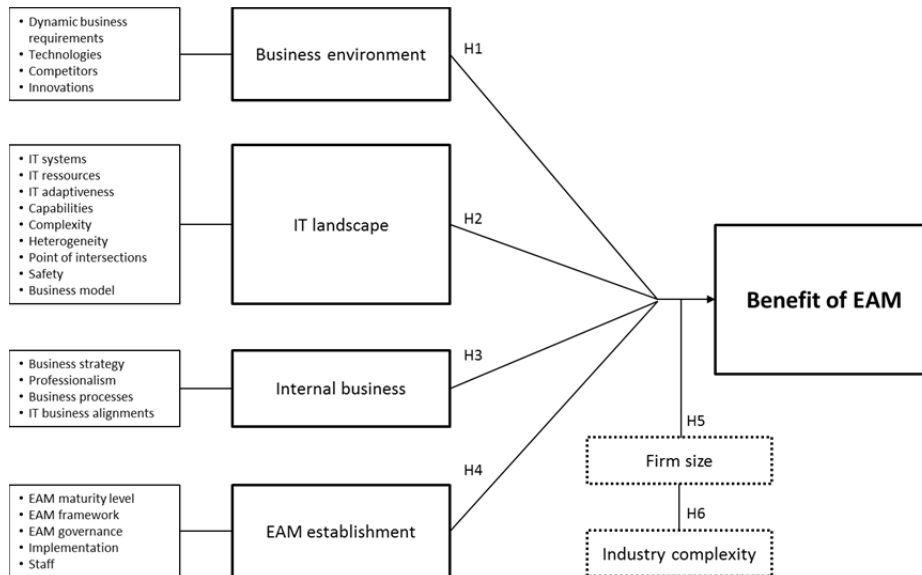 • Dynamic business
requirements
• Technologies
• Competitors
• Innovations
Business environment
H1
• IT systems
• IT ressources
• IT adaptiveness
• Capabilities
• Complexity
• Heterogeneity
• Point of intersections
• Safety
• Business model
IT landscape
H2
Benefit of EAM
• Business strategy
• Professionalism
• Business processes
• IT business alignments
Internal business
H3
H5
Firm size
• EAM maturity level
• EAM framework
• EAM governance
• Implementation
• Staff
EAM establishment
H4
H6
Industry complexity